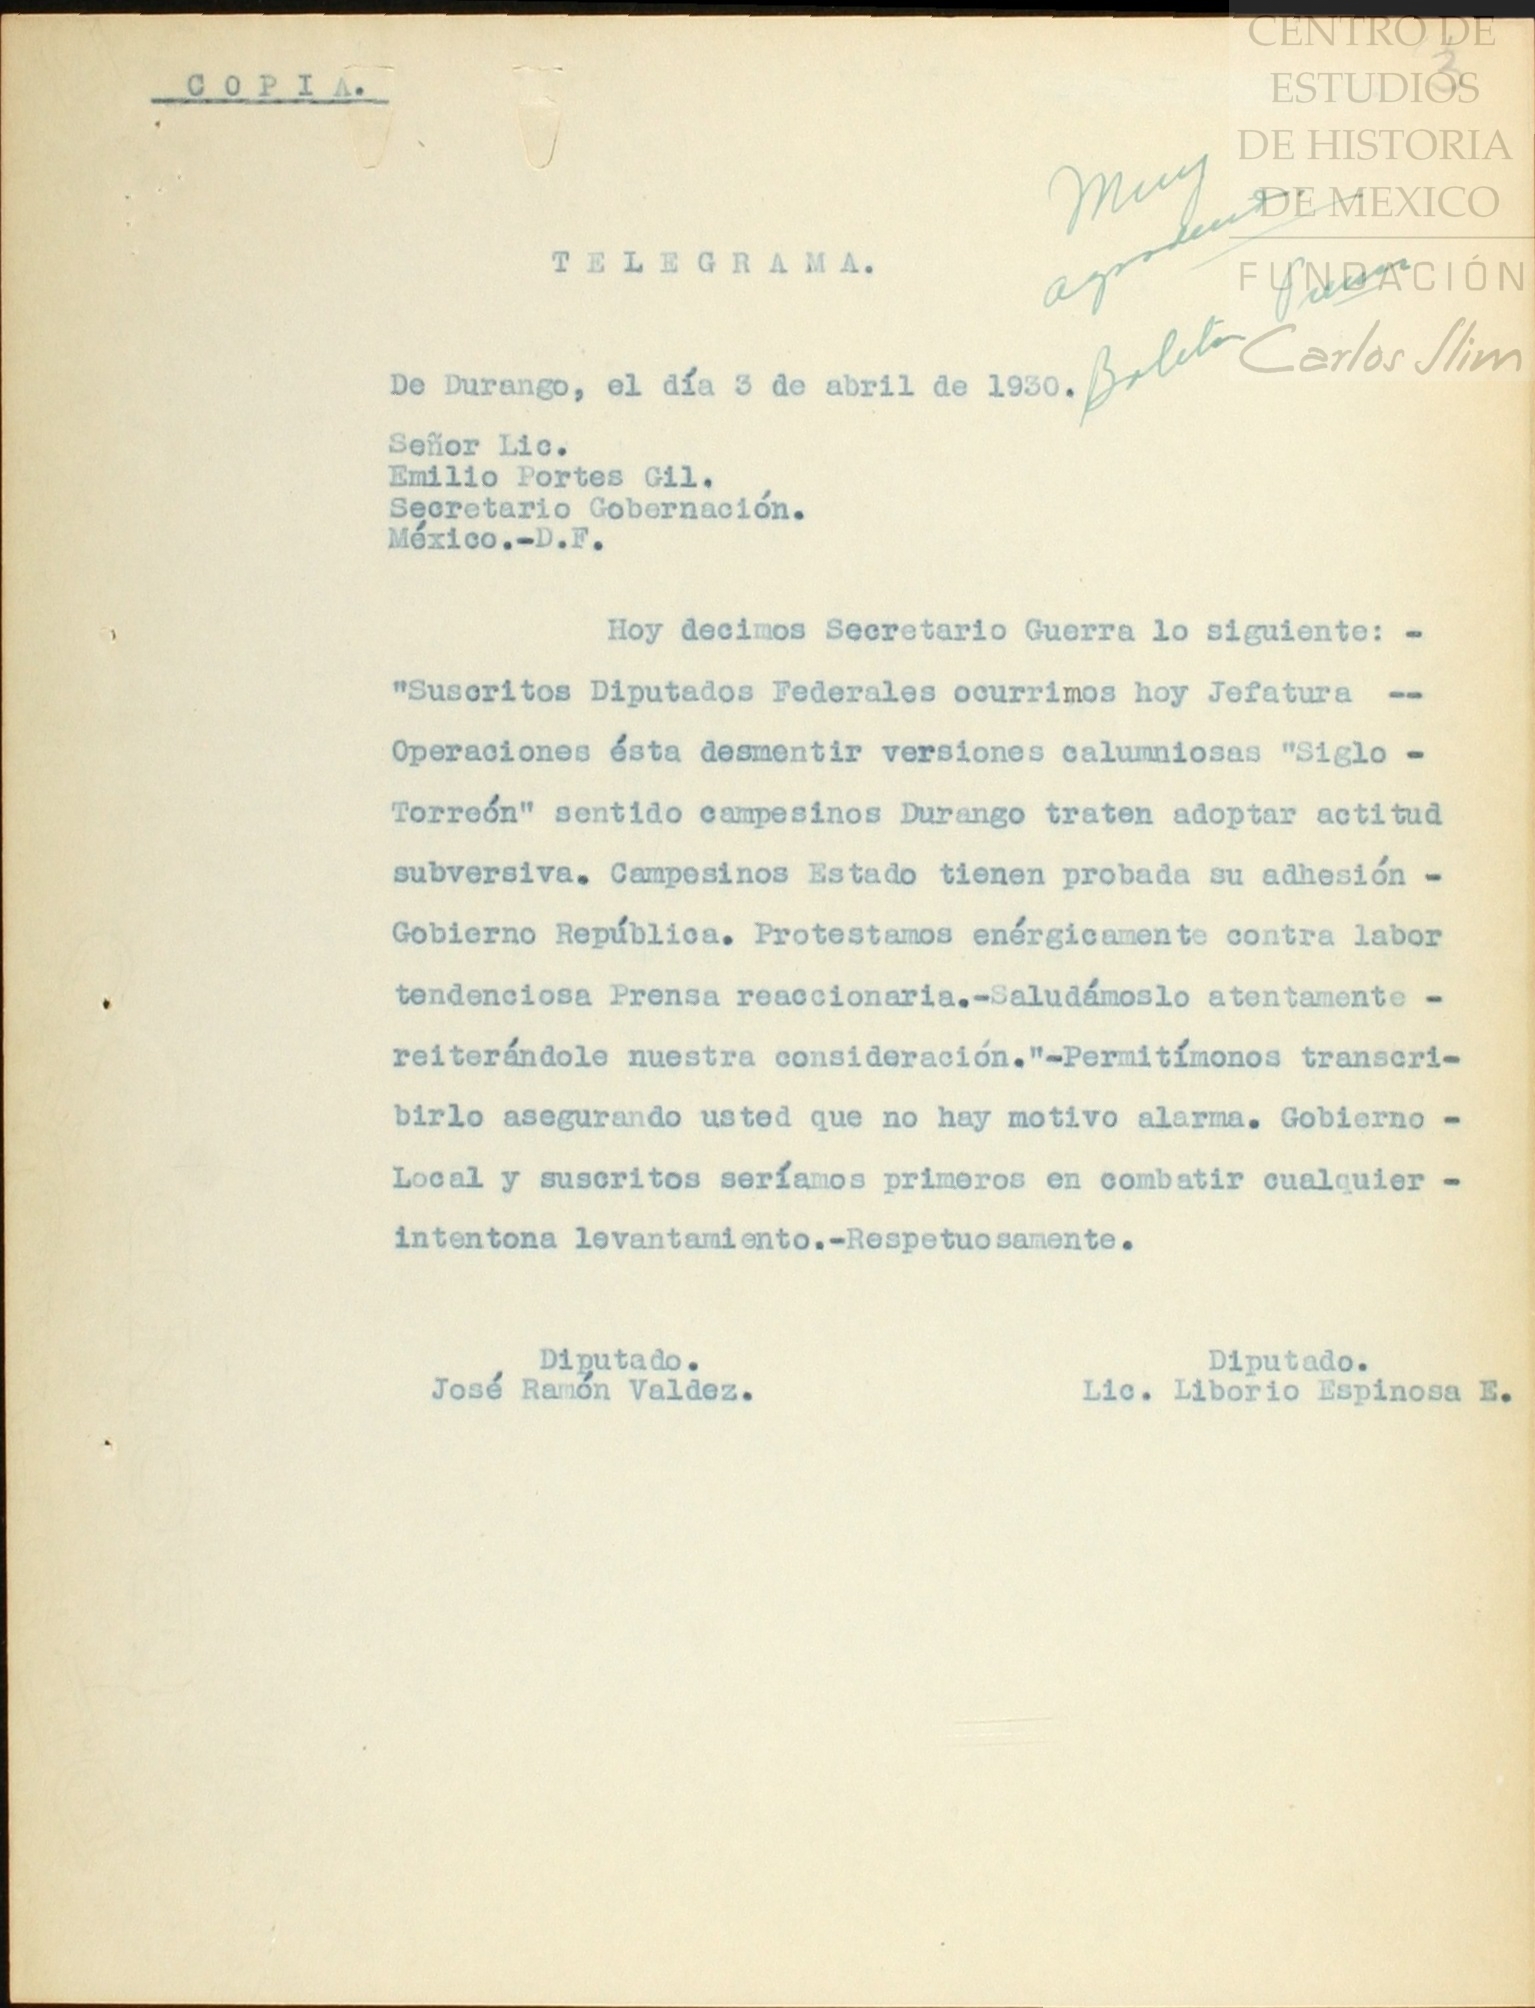 CENTRO DE
ESTUDIOS
DE HISTORIA
DE MEXICO
FUNDACIÓN
Carlos Slim
3
C O P I A.
Muy
Boletin
T E L E G R A M A.
De Durango, el día 3 de abril de 1930.
Señor Lic.
Emilio Portes Gil.
Secretario Gobernación.
México.-D.F.
Hoy decimos Secretario Guerra lo siguiente: -
"Suscritos Diputados Federales ocurrimos hoy Jefatura --
Operaciones ésta desmentir versiones calumniosas "Siglo -
Torreón" sentido campesinos Durango traten adoptar actitud
subversiva. Campesinos Estado tienen probada su adhesión -
Gobierno República. Protestamos enérgicamente contra labor
tendenciosa Prensa reaccionaria.-Saludámoslo atentamente -
reiterándole nuestra consideración."-Permitímonos transcri-
birlo asegurando usted que no hay motivo alarma. Gobierno -
Local y suscritos seríamos primeros en combatir cualquier -
intentona levantamiento.-Respetuosamente.
Diputado.
José Ramón Valdez.
Diputado.
Lic. Liborio Espinosa E.